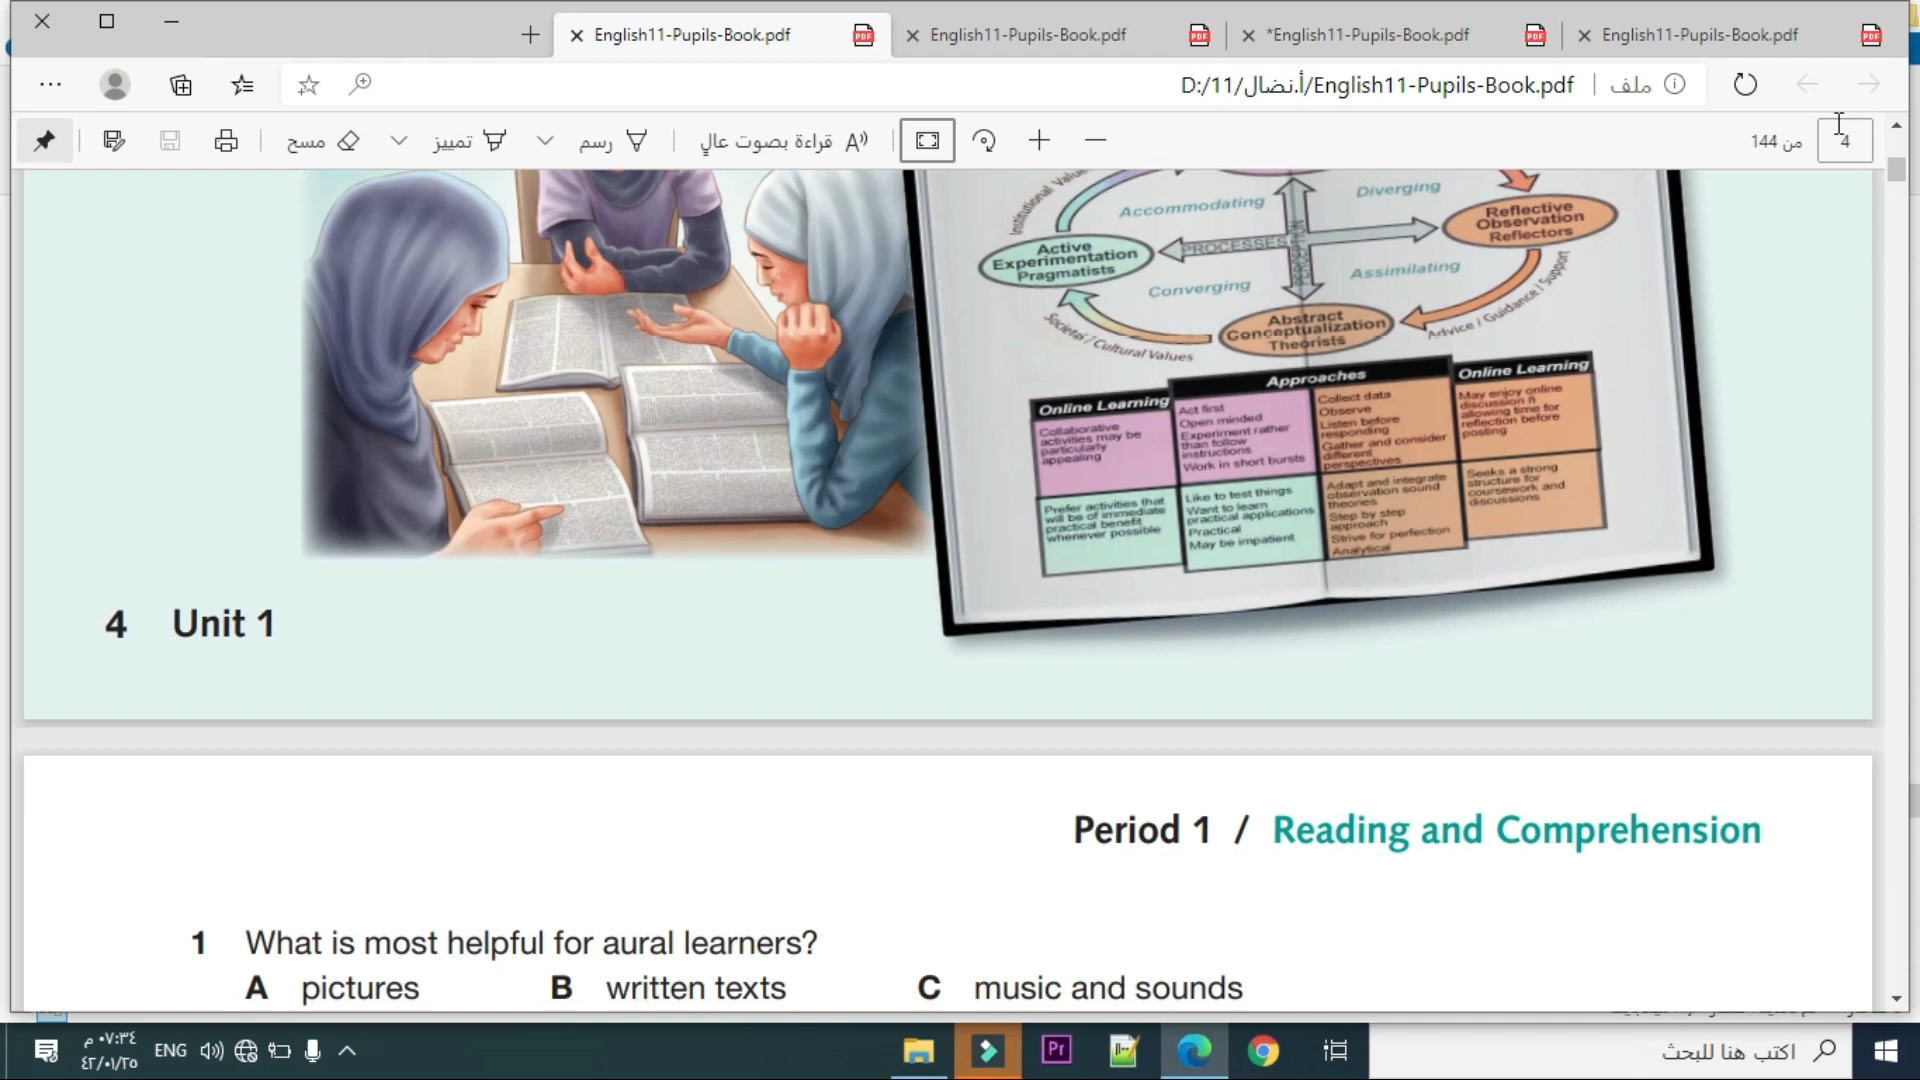 English11-Pupils-Book.pdf
English11-Pupils-Book.pdf
*English11-Pupils-Book.pdf
English11-Pupils-Book.pdf
D:/11/أ.نضال/English11-Pupils-Book.pdf
ملف
مسح
تمييز
رسم
قراءة بصوت عالٍ
4
من 144
Diverging
Accommodating
Reflective
Observation
Reflectors
Active
Experimentation
Pragmatists
PROCESSES
PERCEPTION
Assimilating
Converging
Abstract
Conceptualization
Theorists
Societal / Cultural Values
Advice / Guidance / Support
Approaches
Online Learning
Online Learning
Collaborative
activities may be
particularly
appealing
Act first
Open minded
Experiment rather
than follow
instructions
Work in short bursts
Collect data
Observe
Listen before
responding
Gather and consider
different
perspectives
May enjoy online
discussion ñ
allowing time for
reflection before
posting
Prefer activities that
will be of immediate
practical benefit
whenever possible
Like to test things
Want to learn
practical applications
Practical
May be impatient
Adapt and integrate
observation sound
theories
Step by step
approach
Strive for perfection
Analytical
Seeks a strong
structure for
coursework and
discussions
4 Unit 1
Period 1 / Reading and Comprehension
1 What is most helpful for aural learners?
A pictures B written texts C music and sounds
٠٧:٣٤ م
٤٢/٠١/٢٥
ENG
Pr
اكتب هنا للبحث